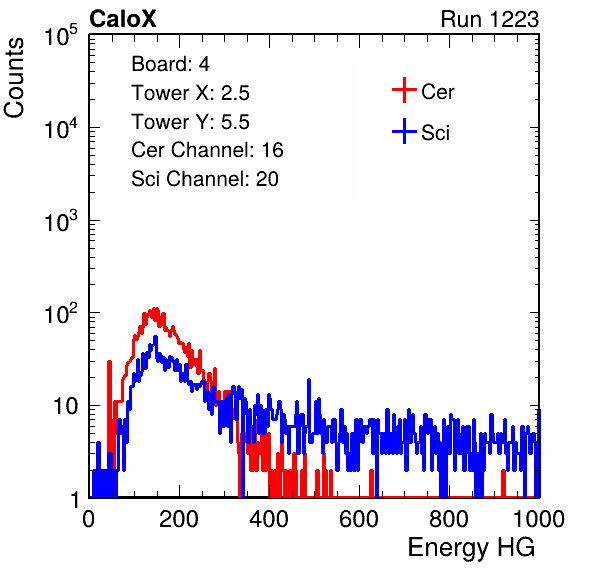 CaloX Run 1223
Counts
Board: 4
Tower X: 2.5
Tower Y: 5.5
Cer Channel: 16
Sci Channel: 20
Cer
Sci
10^5
10^4
10^3
10^2
10
1
0 200 400 600 800 1000
Energy HG